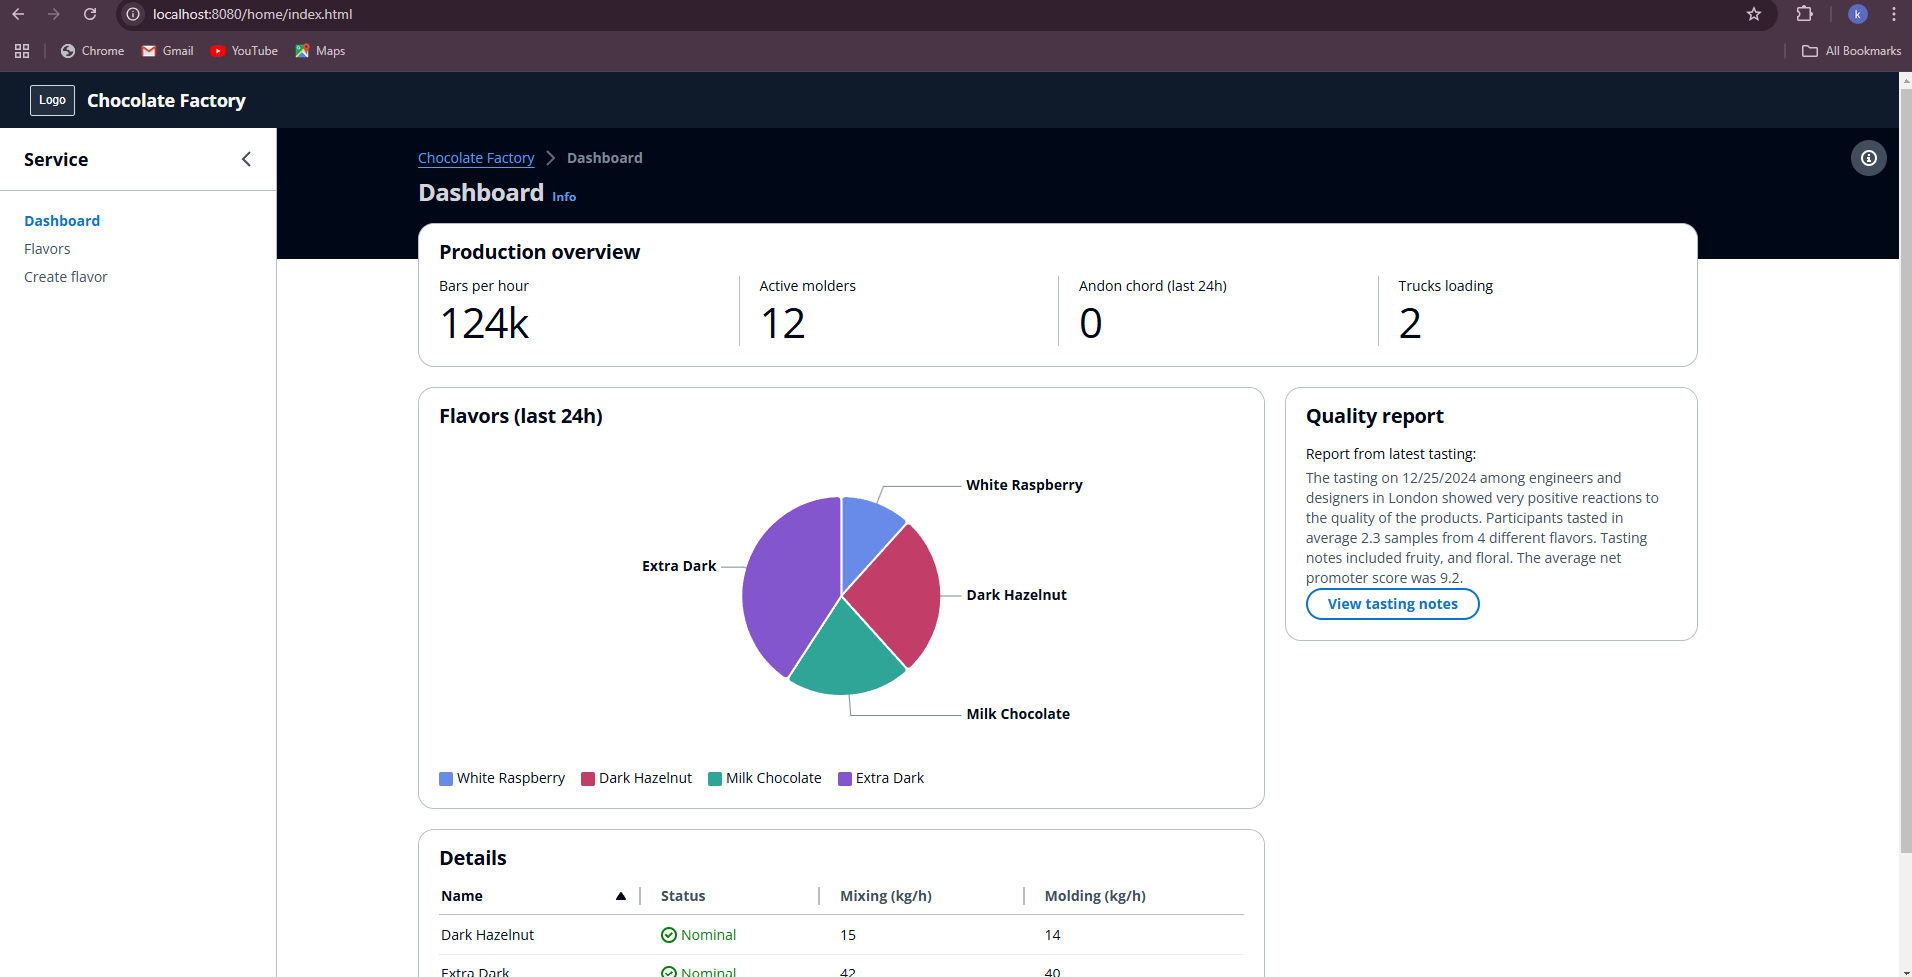 localhost:8080/home/index.html
k
Chrome Gmail YouTube Maps All Bookmarks
Logo Chocolate Factory
Service
Dashboard
Flavors
Create flavor
Chocolate Factory Dashboard
Dashboard Info
Production overview
Bars per hour
124k
Active molders
12
Andon chord (last 24h)
0
Trucks loading
2
Flavors (last 24h)
White Raspberry
Extra Dark
Dark Hazelnut
Milk Chocolate
White Raspberry Dark Hazelnut Milk Chocolate Extra Dark
Quality report
Report from latest tasting:
The tasting on 12/25/2024 among engineers and
designers in London showed very positive reactions to
the quality of the products. Participants tasted in
average 2.3 samples from 4 different flavors. Tasting
notes included fruity, and floral. The average net
promoter score was 9.2.
View tasting notes
Details
Name Status Mixing (kg/h) Molding (kg/h)
Dark Hazelnut Nominal 15 14
Extra Dark Nominal 42 40